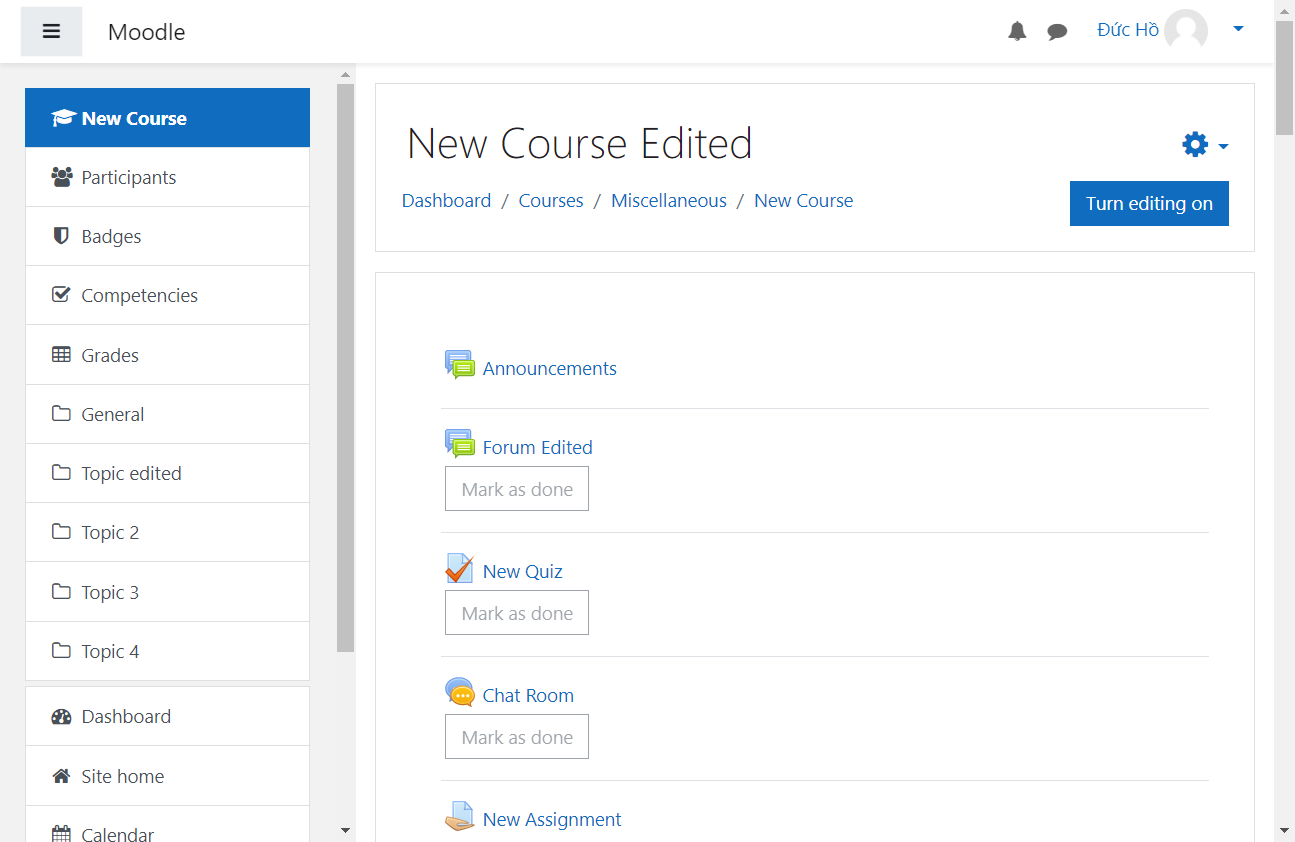 Moodle
Đức Hồ
New Course
Participants
Badges
Competencies
Grades
General
Topic edited
Topic 2
Topic 3
Topic 4
Dashboard
Site home
Calendar
New Course Edited
Dashboard / Courses / Miscellaneous / New Course
Turn editing on
Announcements
Forum Edited
Mark as done
New Quiz
Mark as done
Chat Room
Mark as done
New Assignment